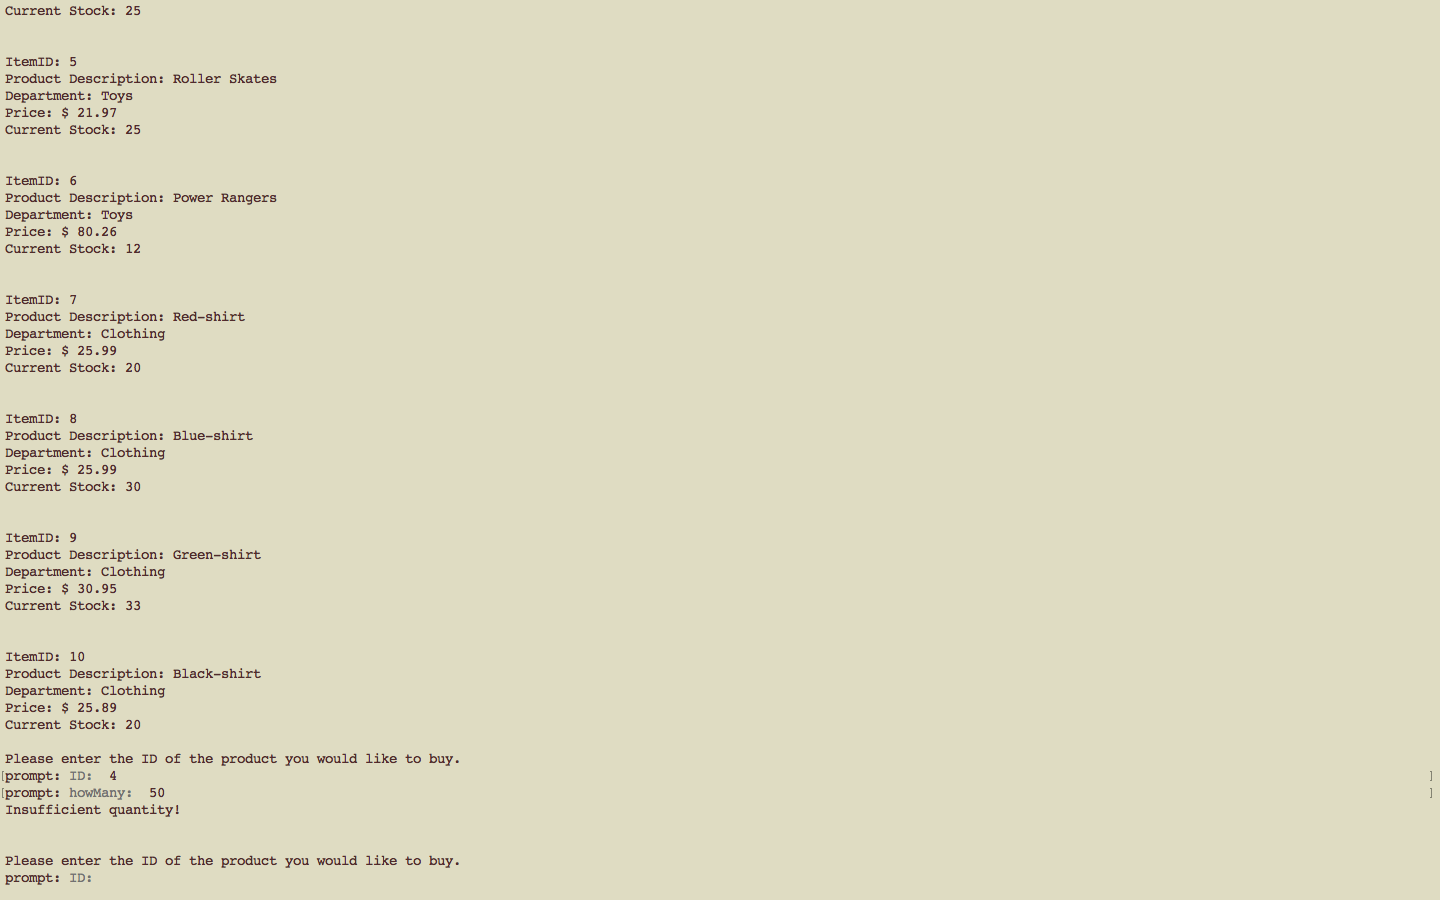 Current Stock: 25
ItemID: 5
Product Description: Roller Skates
Department: Toys
Price: $ 21.97
Current Stock: 25
ItemID: 6
Product Description: Power Rangers
Department: Toys
Price: $ 80.26
Current Stock: 12
ItemID: 7
Product Description: Red-shirt
Department: Clothing
Price: $ 25.99
Current Stock: 20
ItemID: 8
Product Description: Blue-shirt
Department: Clothing
Price: $ 25.99
Current Stock: 30
ItemID: 9
Product Description: Green-shirt
Department: Clothing
Price: $ 30.95
Current Stock: 33
ItemID: 10
Product Description: Black-shirt
Department: Clothing
Price: $ 25.89
Current Stock: 20
Please enter the ID of the product you would like to buy.
[prompt: ID:  4 ]
[prompt: howMany:  50 ]
Insufficient quantity!
Please enter the ID of the product you would like to buy.
prompt: ID: